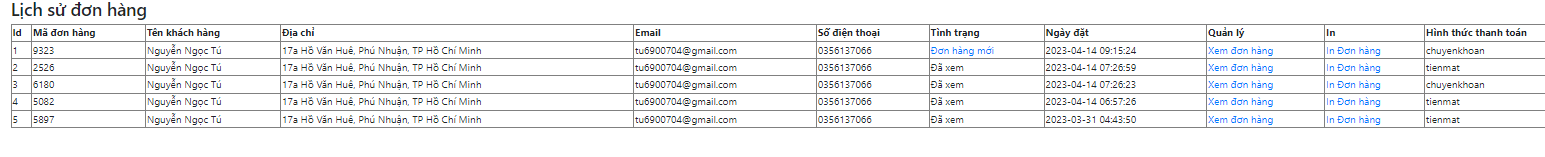 Lịch sử đơn hàng
Id Mã đơn hàng Tên khách hàng Địa chỉ Email Số điện thoại Tình trạng Ngày đặt Quản lý In Hình thức thanh toán
1 9323 Nguyễn Ngọc Tú 17a Hồ Văn Huê, Phú Nhuận, TP Hồ Chí Minh tu6900704@gmail.com 0356137066 Đơn hàng mới 2023-04-14 09:15:24 Xem đơn hàng In Đơn hàng chuyenkhoan
2 2526 Nguyễn Ngọc Tú 17a Hồ Văn Huê, Phú Nhuận, TP Hồ Chí Minh tu6900704@gmail.com 0356137066 Đã xem 2023-04-14 07:26:59 Xem đơn hàng In Đơn hàng tienmat
3 6180 Nguyễn Ngọc Tú 17a Hồ Văn Huê, Phú Nhuận, TP Hồ Chí Minh tu6900704@gmail.com 0356137066 Đã xem 2023-04-14 07:26:23 Xem đơn hàng In Đơn hàng chuyenkhoan
4 5082 Nguyễn Ngọc Tú 17a Hồ Văn Huê, Phú Nhuận, TP Hồ Chí Minh tu6900704@gmail.com 0356137066 Đã xem 2023-04-14 06:57:26 Xem đơn hàng In Đơn hàng tienmat
5 5897 Nguyễn Ngọc Tú 17a Hồ Văn Huê, Phú Nhuận, TP Hồ Chí Minh tu6900704@gmail.com 0356137066 Đã xem 2023-03-31 04:43:50 Xem đơn hàng In Đơn hàng tienmat